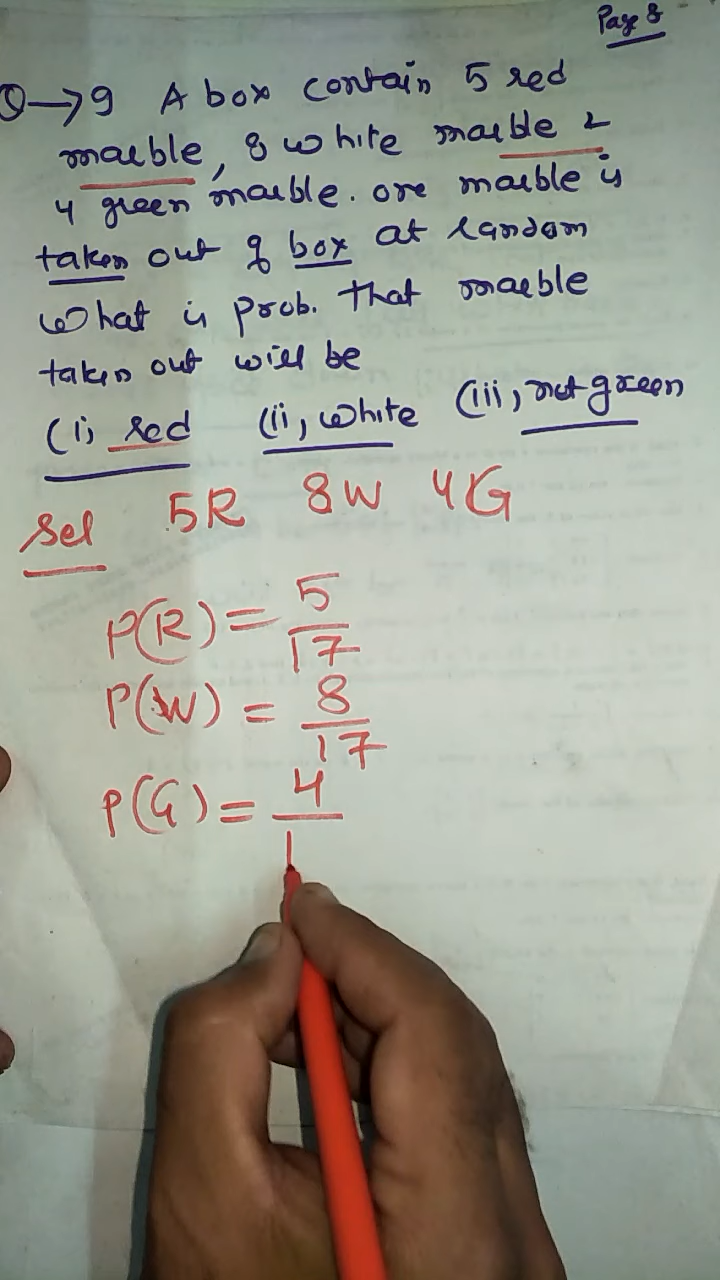 Page 8
Q→9 A box contain 5 red
marble, 8 white marble &
4 green marble. one marble is
taken out of box at random
What is prob. that marble
taken out will be
(i) red (ii) white (iii) not green
Sol 5R 8W 4G
P(R) = 5/17
P(W) = 8/17
P(G) = 4/1